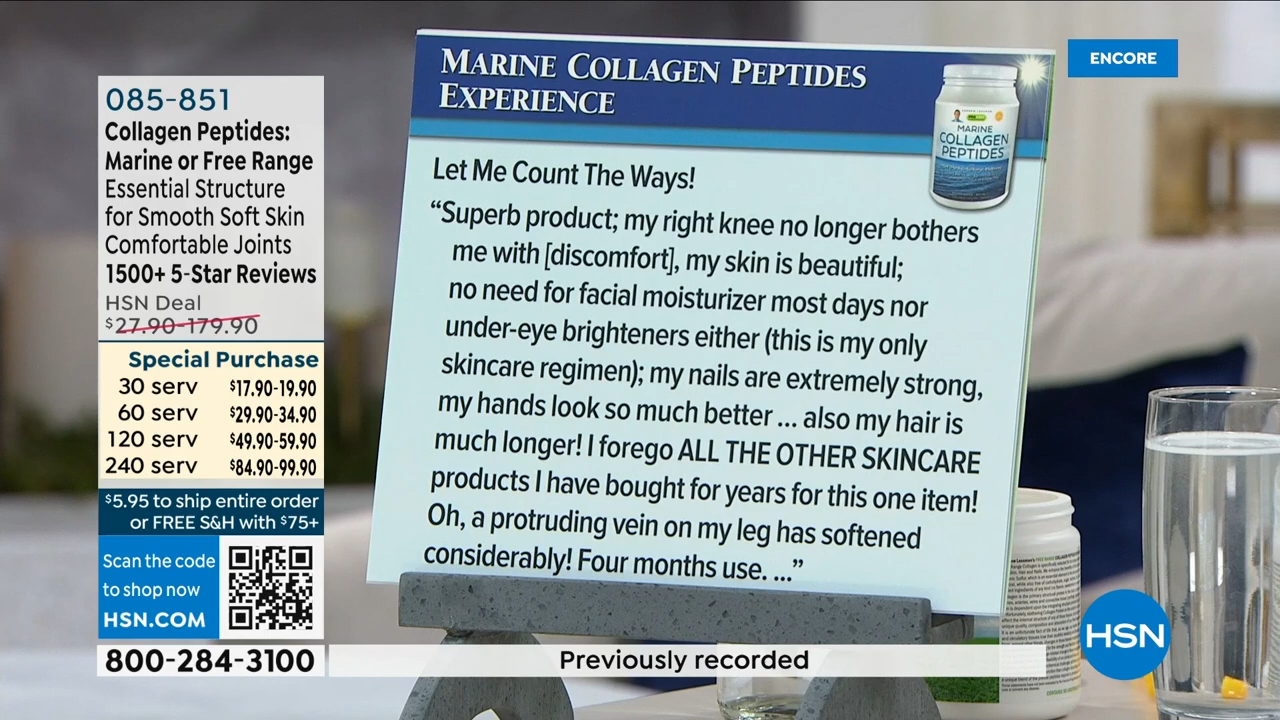 085-851
Collagen Peptides:
Marine or Free Range
Essential Structure
for Smooth Soft Skin
Comfortable Joints
1500+ 5-Star Reviews
HSN Deal
$27.90-179.90
Special Purchase
30 serv $17.90-19.90
60 serv $29.90-34.90
120 serv $49.90-59.90
240 serv $84.90-99.90
$5.95 to ship entire order
or FREE S&H with $75+
Scan the code
to shop now
HSN.COM
800-284-3100
MARINE COLLAGEN PEPTIDES
EXPERIENCE
MARINE
COLLAGEN
PEPTIDES
Let Me Count The Ways!
“Superb product; my right knee no longer bothers
me with [discomfort], my skin is beautiful;
no need for facial moisturizer most days nor
under-eye brighteners either (this is my only
skincare regimen); my nails are extremely strong,
my hands look so much better ... also my hair is
much longer! I forego ALL THE OTHER SKINCARE
products I have bought for years for this one item!
Oh, a protruding vein on my leg has softened
considerably! Four months use. ...”
ENCORE
HSN
Previously recorded